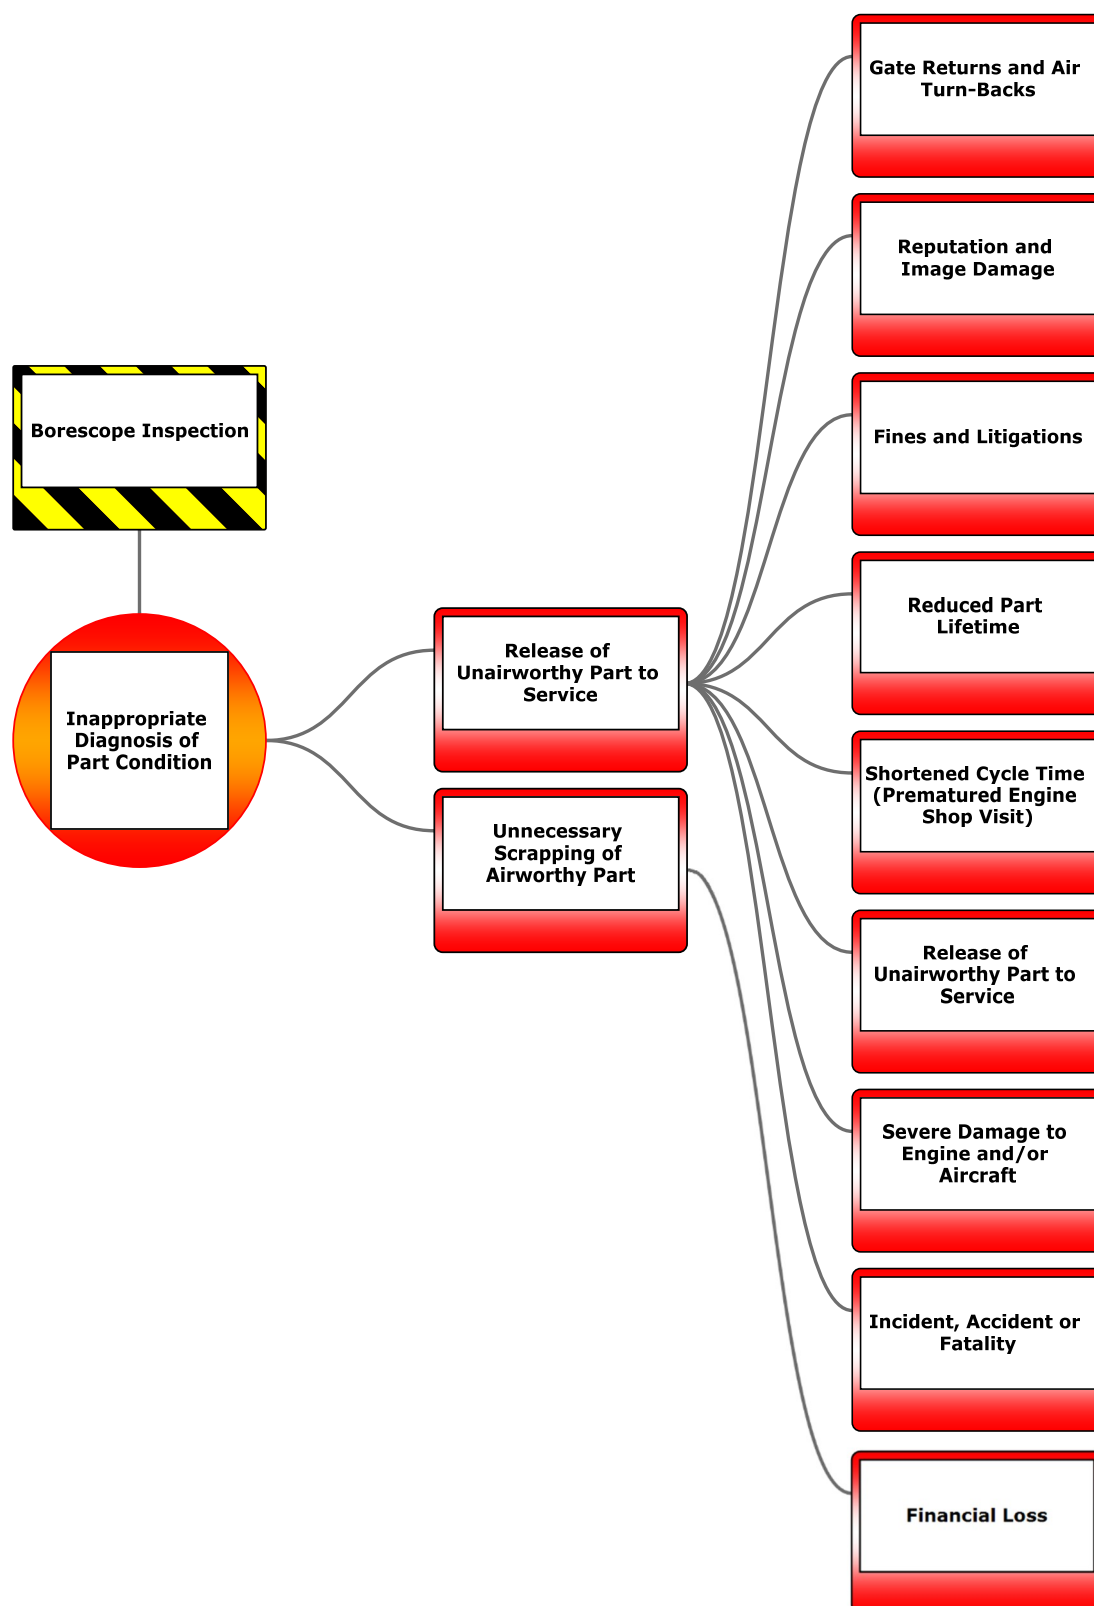 Borescope Inspection
Inappropriate
Diagnosis of
Part Condition
Release of
Unairworthy Part to
Service
Unnecessary
Scrapping of
Airworthy Part
Gate Returns and Air
Turn-Backs
Reputation and
Image Damage
Fines and Litigations
Reduced Part
Lifetime
Shortened Cycle Time
(Prematured Engine
Shop Visit)
Release of
Unairworthy Part to
Service
Severe Damage to
Engine and/or
Aircraft
Incident, Accident or
Fatality
Financial Loss